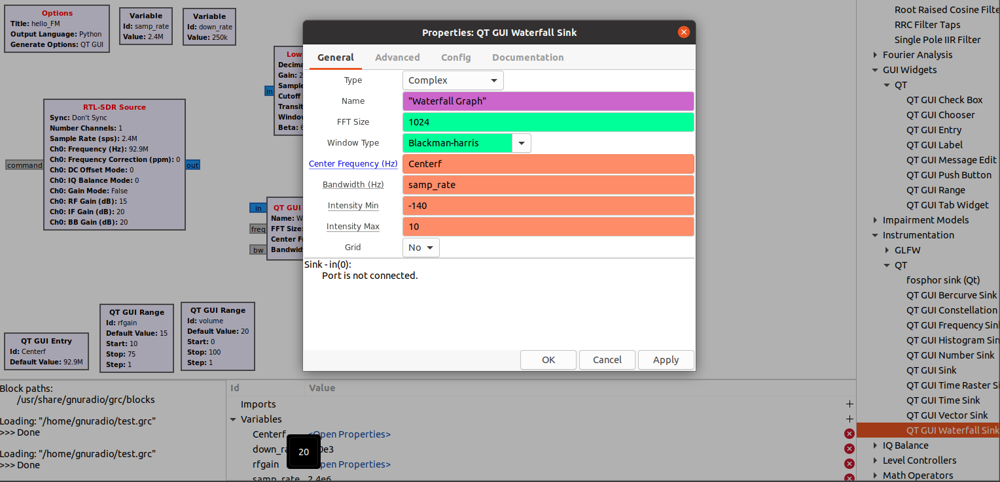 Options
Title: hello_FM
Output Language: Python
Generate Options: QT GUI
Variable
Id: samp_rate
Value: 2.4M
Variable
Id: down_rate
Value: 250k
RTL-SDR Source
Sync: Don't Sync
Number Channels: 1
Sample Rate (sps): 2.4M
Ch0: Frequency (Hz): 92.9M
Ch0: Frequency Correction (ppm): 0
Ch0: DC Offset Mode: 0
Ch0: IQ Balance Mode: 0
Ch0: Gain Mode: False
Ch0: RF Gain (dB): 15
Ch0: IF Gain (dB): 20
Ch0: BB Gain (dB): 20
command
out
in
Low
Decima
Gain: 2
Sample
Cutoff
Transit
Window
Beta: 6
in
freq
bw
QT GUI
Name: W
FFT Size:
Center Fr
Bandwid
QT GUI Entry
Id: Centerf
Default Value: 92.9M
QT GUI Range
Id: rfgain
Default Value: 15
Start: 10
Stop: 75
Step: 1
QT GUI Range
Id: volume
Default Value: 20
Start: 0
Stop: 100
Step: 1
Properties: QT GUI Waterfall Sink
General Advanced Config Documentation
Type Complex
Name "Waterfall Graph"
FFT Size 1024
Window Type Blackman-harris
Center Frequency (Hz) Centerf
Bandwidth (Hz) samp_rate
Intensity Min -140
Intensity Max 10
Grid No
Sink - in(0):
Port is not connected.
OK Cancel Apply
Root Raised Cosine Filte
RRC Filter Taps
Single Pole IIR Filter
Fourier Analysis
GUI Widgets
QT
QT GUI Check Box
QT GUI Chooser
QT GUI Entry
QT GUI Label
QT GUI Message Edit
QT GUI Push Button
QT GUI Range
QT GUI Tab Widget
Impairment Models
Instrumentation
GLFW
QT
fosphor sink (Qt)
QT GUI Bercurve Sink
QT GUI Constellation
QT GUI Frequency Sin
QT GUI Histogram Sin
QT GUI Number Sink
QT GUI Sink
QT GUI Time Raster Si
QT GUI Time Sink
QT GUI Vector Sink
QT GUI Waterfall Sink
IQ Balance
Level Controllers
Math Operators
Block paths:
/usr/share/gnuradio/grc/blocks
Loading: "/home/gnuradio/test.grc"
>>> Done
Loading: "/home/gnuradio/test.grc"
>>> Done
Id Value
Imports
Variables
Centerf <Open Properties>
down_ra 0e3
rfgain pen Properties>
samp_rate 2.4e6
20